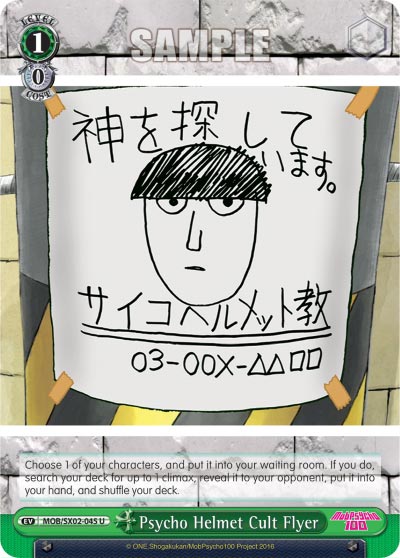 LEVEL
1
0
COST
SAMPLE
神を探して
います。
サイコヘルメット教
03-00X-△△□□
Choose 1 of your characters, and put it into your waiting room. If you do,
search your deck for up to 1 climax, reveal it to your opponent, put it into
your hand, and shuffle your deck.
EV MOB/SX02-045 U Psycho Helmet Cult Flyer
MobPsycho
100
© ONE,Shogakukan/MobPsycho100 Project 2016